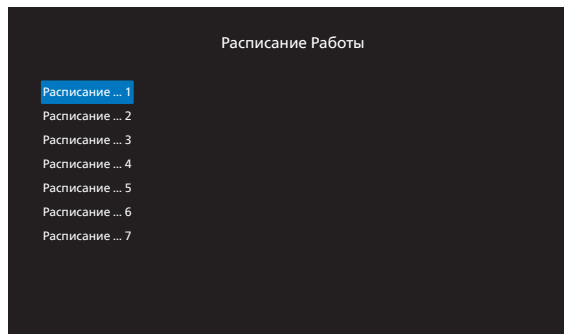 Расписание Работы
Расписание ... 1
Расписание ... 2
Расписание ... 3
Расписание ... 4
Расписание ... 5
Расписание ... 6
Расписание ... 7